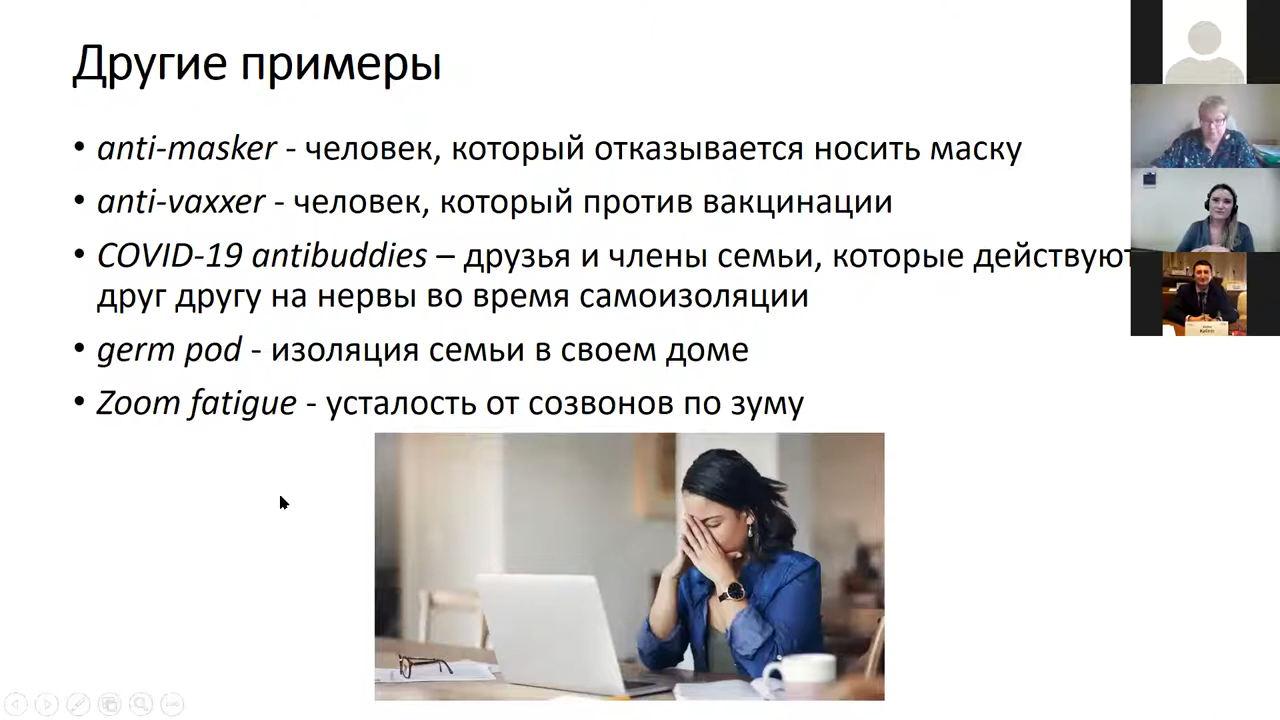 Другие примеры
• anti-masker - человек, который отказывается носить маску
• anti-vaxxer - человек, который против вакцинации
• COVID-19 antibuddies – друзья и члены семьи, которые действуют
друг другу на нервы во время самоизоляции
• germ pod - изоляция семьи в своем доме
• Zoom fatigue - усталость от созвонов по зуму